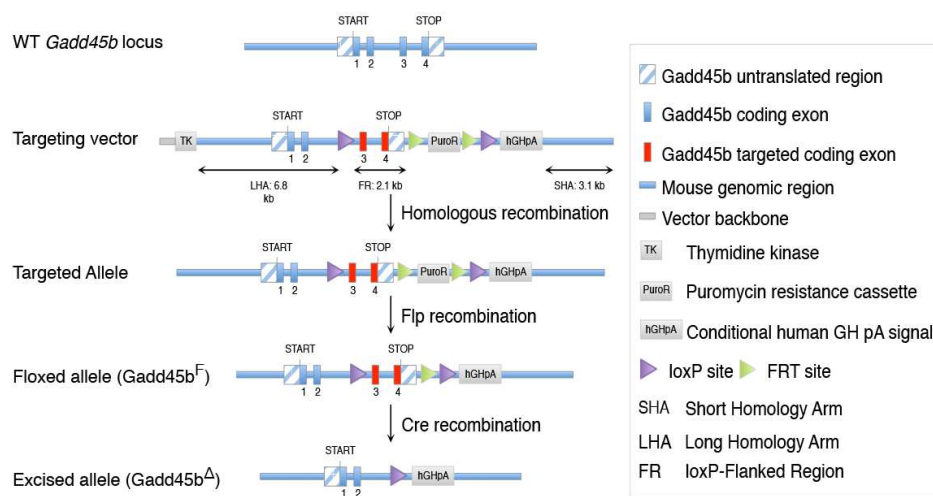 START STOP
WT Gadd45b locus
1 2 3 4
START STOP
Targeting vector
TK PuroR hGHpA
1 2 3 4
LHA: 6.8
kb
FR: 2.1 kb
SHA: 3.1 kb
Homologous recombination
START STOP
Targeted Allele
PuroR hGHpA
1 2 3 4
Flp recombination
START STOP
Floxed allele (Gadd45bF)
hGHpA
1 2 3 4
Cre recombination
START
Excised allele (Gadd45bΔ)
hGHpA
1 2
Gadd45b untranslated region
Gadd45b coding exon
Gadd45b targeted coding exon
Mouse genomic region
Vector backbone
TK Thymidine kinase
PuroR Puromycin resistance cassette
hGHpA Conditional human GH pA signal
loxP site FRT site
SHA Short Homology Arm
LHA Long Homology Arm
FR loxP-Flanked Region